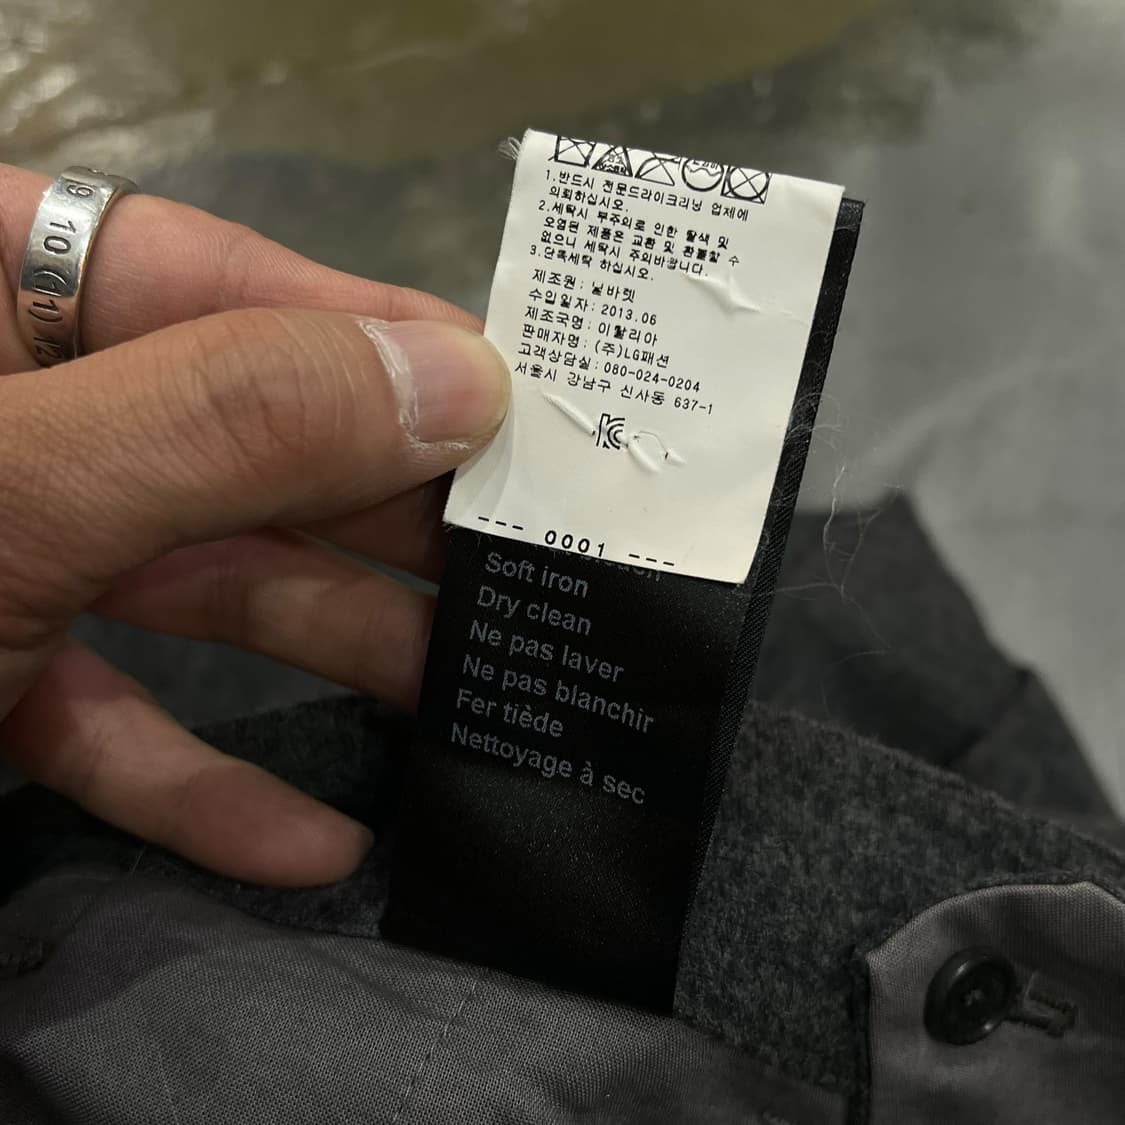 9 10 (11) 12
1.반드시 전문드라이크리닝 업체에
의뢰하십시오.
2.세탁시 부주의로 인한 탈색 및
오염된 제품은 교환 및 환불할 수
없으니 세탁시 주의바랍니다.
3.단독세탁 하십시오.
제조원: 닐바렛
수입일자: 2013.06
제조국명: 이탈리아
판매자명: (주)LG패션
고객상담실: 080-024-0204
서울시 강남구 신사동 637-1
--- 0001 ---
Soft iron
Dry clean
Ne pas laver
Ne pas blanchir
Fer tiède
Nettoyage à sec